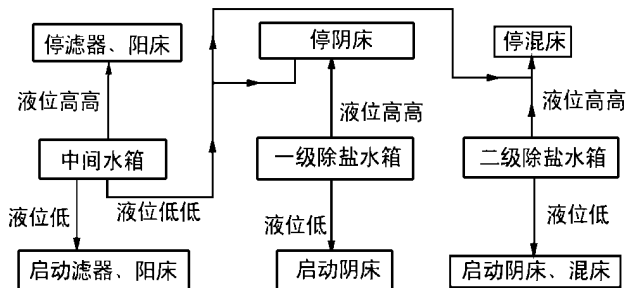 停滤器、阳床
停阴床
停混床
液位高高
液位高高
液位高高
中间水箱
一级除盐水箱
二级除盐水箱
液位低
液位低低
液位低
液位低
启动滤器、阳床
启动阴床
启动阴床、混床